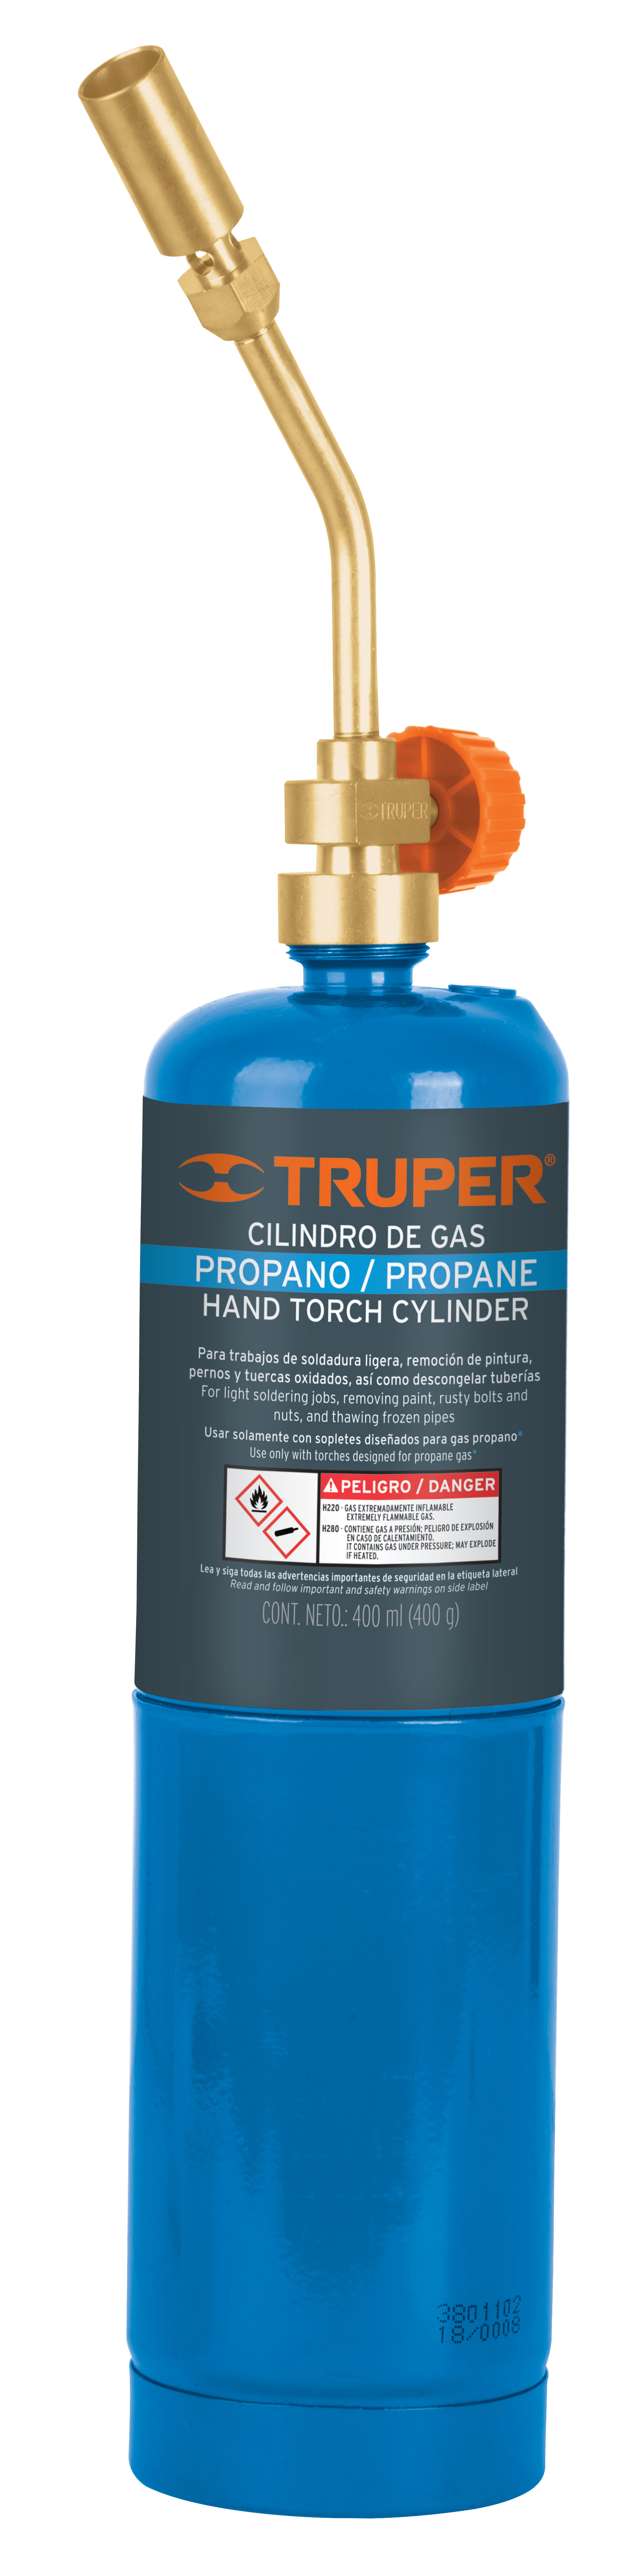 TRUPER
TRUPER®
CILINDRO DE GAS
PROPANO / PROPANE
HAND TORCH CYLINDER
Para trabajos de soldadura ligera, remoción de pintura,
pernos y tuercas oxidados, así como descongelar tuberías
For light soldering jobs, removing paint, rusty bolts and
nuts, and thawing frozen pipes
Usar solamente con sopletes diseñados para gas propano*
Use only with torches designed for propane gas*
PELIGRO / DANGER
H220 - GAS EXTREMADAMENTE INFLAMABLE
EXTREMELY FLAMMABLE GAS.
H280 - CONTIENE GAS A PRESIÓN; PELIGRO DE EXPLOSIÓN
EN CASO DE CALENTAMIENTO.
IT CONTAINS GAS UNDER PRESSURE; MAY EXPLODE
IF HEATED.
Lea y siga todas las advertencias importantes de seguridad en la etiqueta lateral
Read and follow important and safety warnings on side label
CONT. NETO.: 400 ml (400 g)
3801102
18/0008